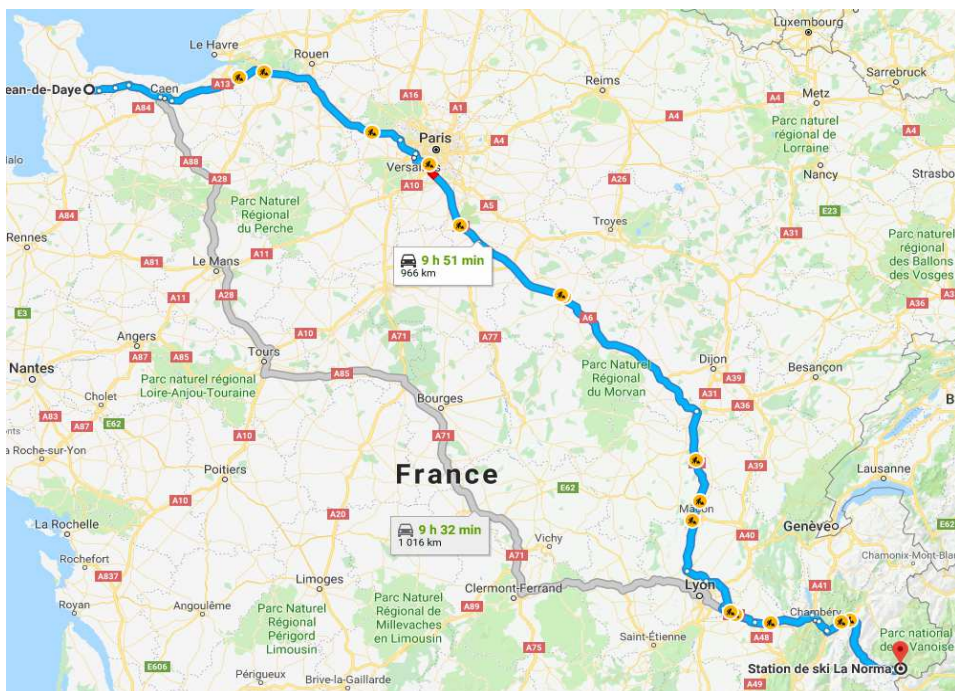 Luxembourg
Le Havre
Rouen
Reims
Sarrebruck
A13
A16
A1
A4
Metz
A4
ean-de-Daye
Caen
A84
Paris
A4
Parc naturel
régional de
Lorraine
A4
Versailles
Nancy
A88
A10
A26
Strasbo
A28
A5
E23
Parc Naturel
Régional
du Perche
Troyes
A84
A31
Parc naturel
régional
des Ballons
des Vosges
Rennes
9 h 51 min
966 km
A81
A11
Le Mans
A36
A11
A28
A6
E3
A10
A71
A77
Angers
A87
A85
Tours
Dijon
Nantes
Parc naturel régional
Loire-Anjou-Touraine
A85
Parc Naturel
Régional
du Morvan
A39
Besançon
A31
Cholet
Bourges
A36
A83
A87
E62
A10
A71
a Roche-sur-Yon
France
A39
Poitiers
Lausanne
E62
A10
A20
Mâcon
Genève
E62
La Rochelle
9 h 32 min
1 016 km
A40
Vichy
Rochefort
A71
Chamonix-Mont-Blan
A837
Limoges
Clermont-Ferrand
Lyon
A41
Royan
Angoulême
Parc Naturel
Régional
Périgord
Limousin
Parc Naturel
Régional de
Millevaches
en Limousin
A89
Chambéry
Saint-Étienne
A48
Parc national
de la Vanoise
A75
E606
Station de ski La Norma
Périgueux
Brive-la-Gaillarde
A49